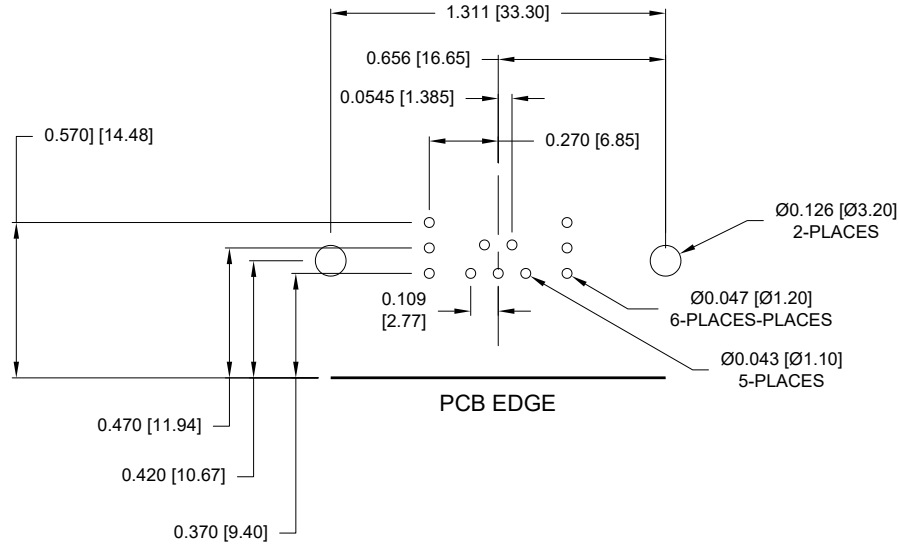 1.311 [33.30]
0.656 [16.65]
0.0545 [1.385]
0.570] [14.48]
0.270 [6.85]
Ø0.126 [Ø3.20]
2-PLACES
0.109
[2.77]
Ø0.047 [Ø1.20]
6-PLACES-PLACES
Ø0.043 [Ø1.10]
5-PLACES
PCB EDGE
0.470 [11.94]
0.420 [10.67]
0.370 [9.40]